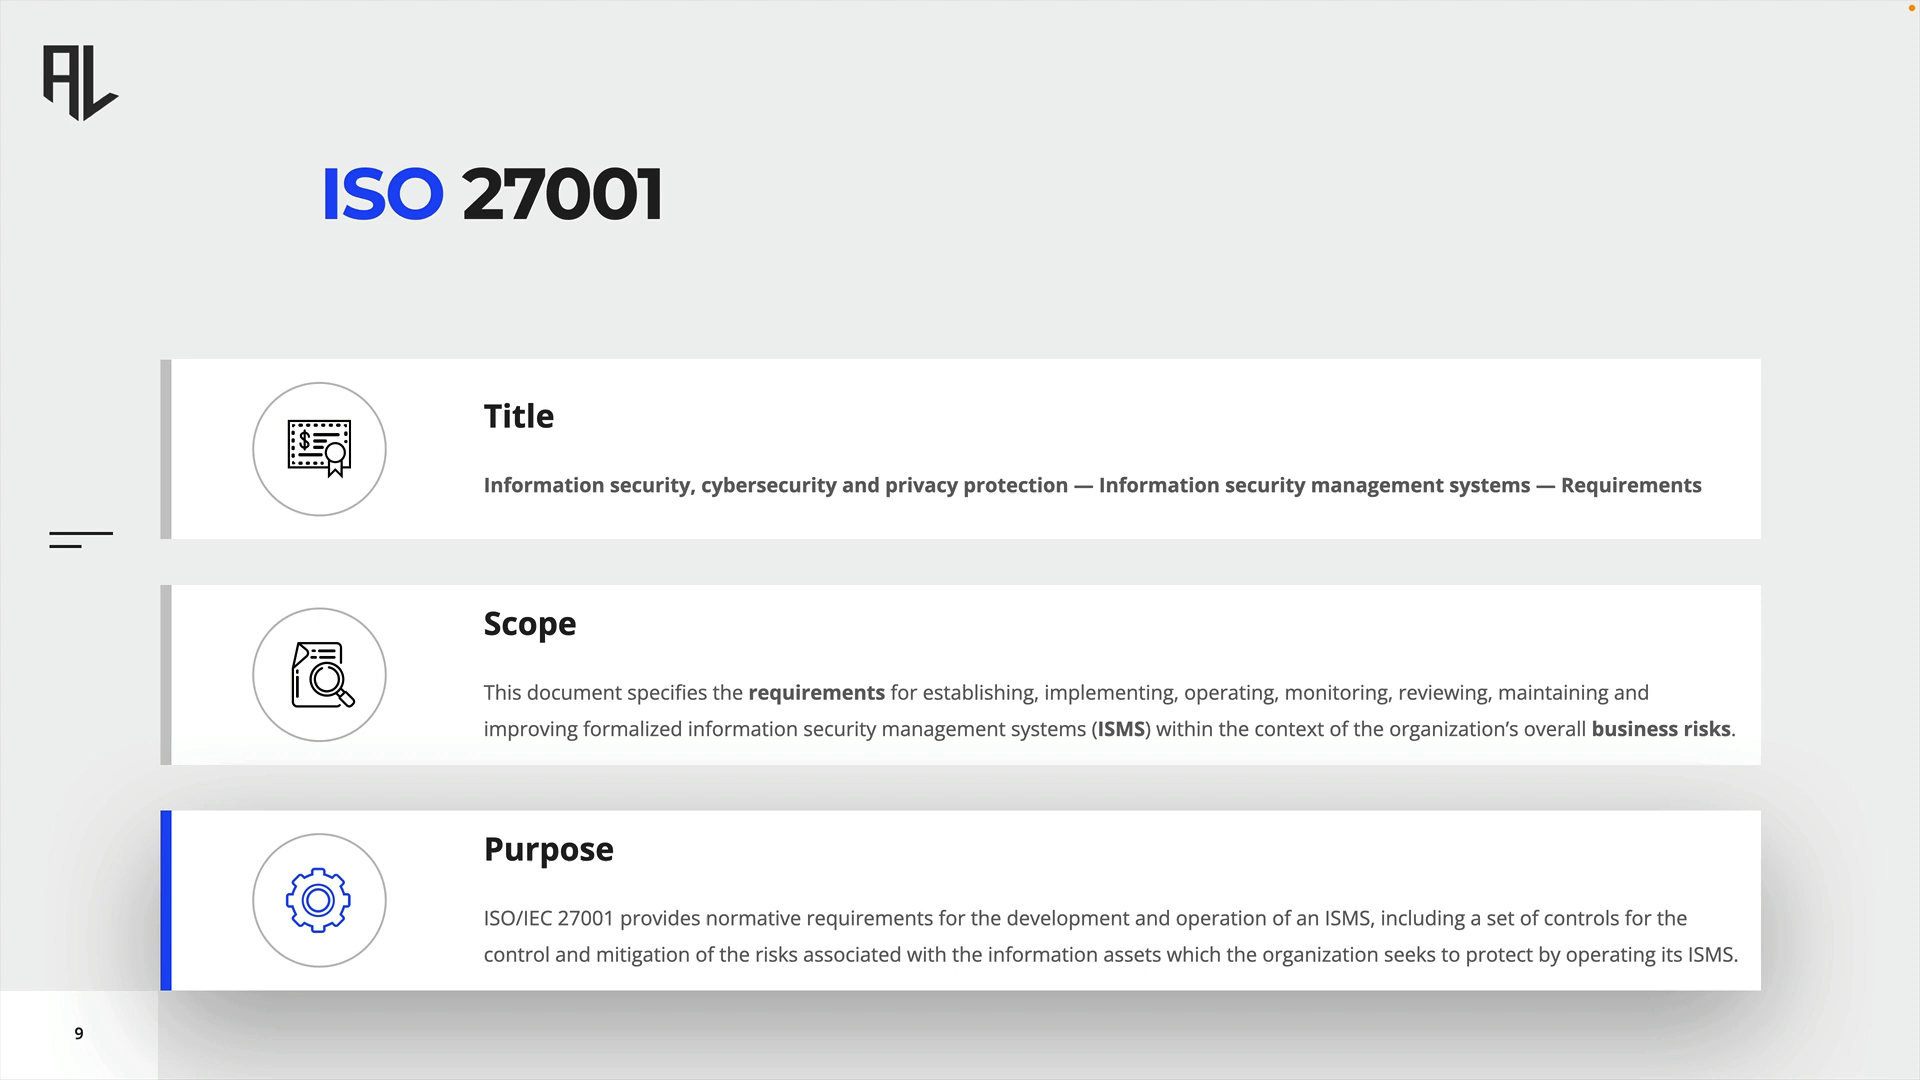 AL
ISO 27001
Title
Information security, cybersecurity and privacy protection — Information security management systems — Requirements
Scope
This document specifies the requirements for establishing, implementing, operating, monitoring, reviewing, maintaining and
improving formalized information security management systems (ISMS) within the context of the organization’s overall business risks.
Purpose
ISO/IEC 27001 provides normative requirements for the development and operation of an ISMS, including a set of controls for the
control and mitigation of the risks associated with the information assets which the organization seeks to protect by operating its ISMS.
9